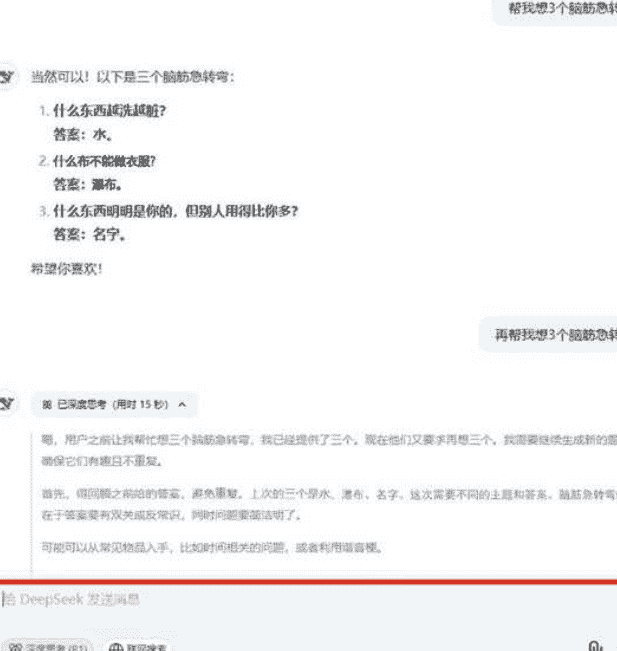 帮我想3个脑筋急转
当然可以！以下是三个脑筋急转弯：
1. 什么东西越洗越脏？
答案：水。
2. 什么布不能做衣服？
答案：瀑布。
3. 什么东西明明是你的，但别人用得比你多？
答案：名字。
希望你喜欢！
再帮我想3个脑筋急转
已深度思考（用时 15 秒）
嗯，用户之前让我帮忙想三个脑筋急转弯，我已经提供了三个。现在他们又要求再想三个。我需要继续生成新的
确保它们有趣且不重复。
首先，得回顾之前给的答案，避免重复。上次的三个是水、瀑布、名字，这次需要不同的主题和答案。脑筋急转弯
在于答案要有双关或反常识，同时问题要简洁明了。
可能可以从常见物品入手，比如时间相关的问题，或者利用谐音梗。
给 DeepSeek 发送消息
深度思考 (R1)
联网搜索